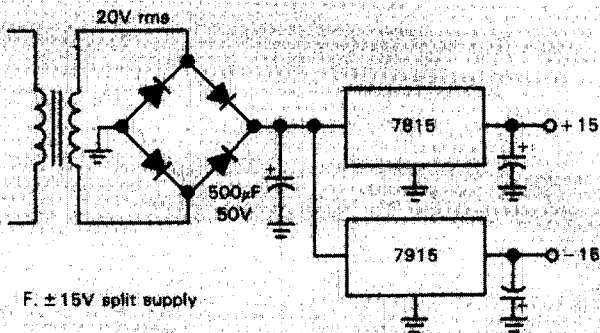 20V rms
7815
+15
+
+
500µF
50V
7915
-15
+
F. ±15V split supply